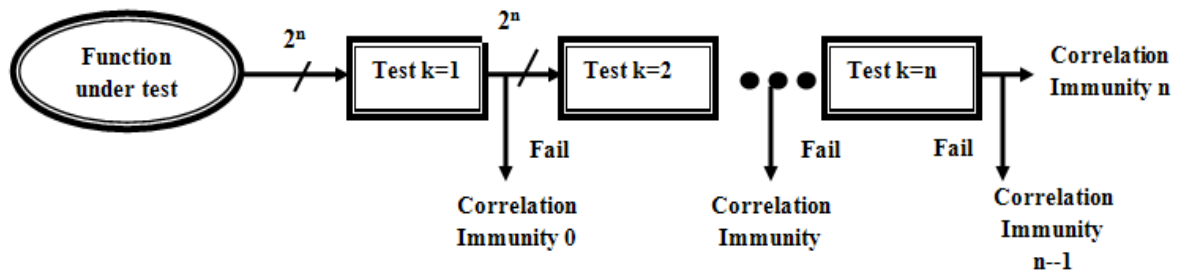 Function
under test
2ⁿ
Test k=1
2ⁿ
Test k=2
Test k=n
Correlation
Immunity n
Fail
Correlation
Immunity 0
Fail
Correlation
Immunity
Fail
Correlation
Immunity
n--1